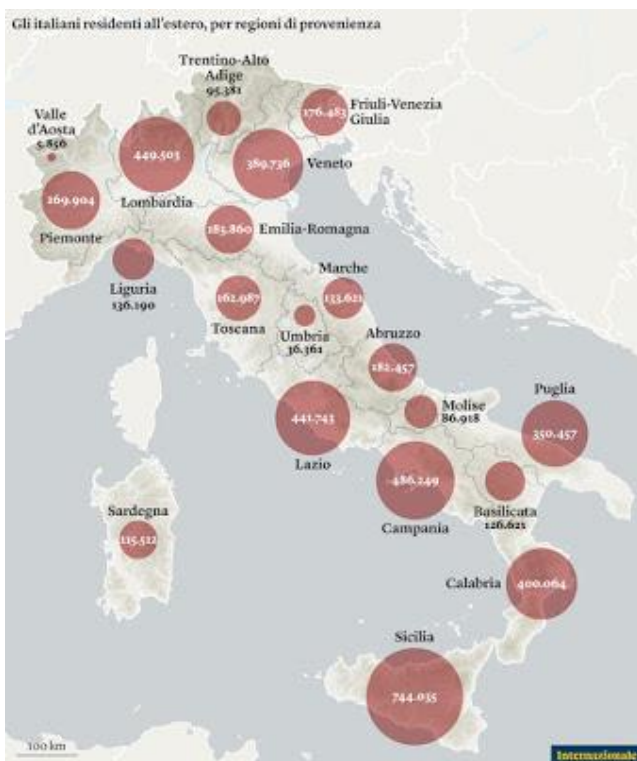 Gli italiani residenti all'estero, per regioni di provenienza
Trentino-Alto
Adige
95.381
Friuli-Venezia
Giulia
176.483
Valle
d'Aosta
5.856
449.503
Lombardia
389.736
Veneto
269.904
Piemonte
183.860
Emilia-Romagna
Liguria
136.190
Marche
133.621
162.987
Toscana
Umbria
36.361
Abruzzo
182.457
Molise
86.918
Puglia
350.457
441.743
Lazio
486.249
Campania
Basilicata
126.621
Sardegna
115.512
Calabria
400.064
Sicilia
744.035
100 km
Internazionale